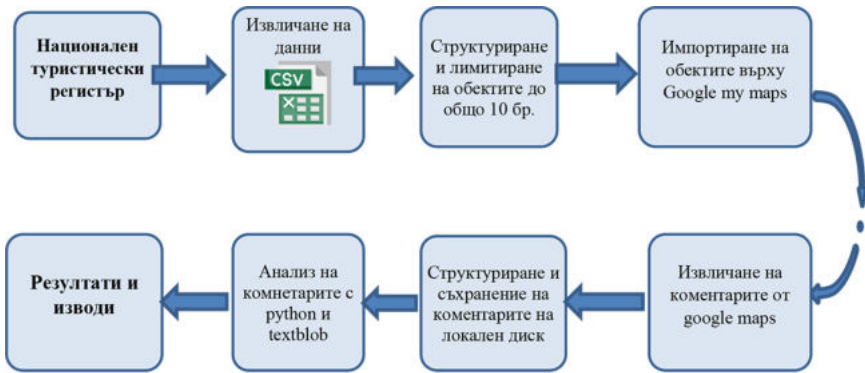 Национален
туристически
регистър
Извличане на
данни
CSV
Структуриране
и лимитиране
на обектите до
общо 10 бр.
Импортиране на
обектите върху
Google my maps
Резултати и
изводи
Анализ на
комнетарите с
python и
textblob
Структуриране и
съхранение на
коментарите на
локален диск
Извличане на
коментарите от
google maps